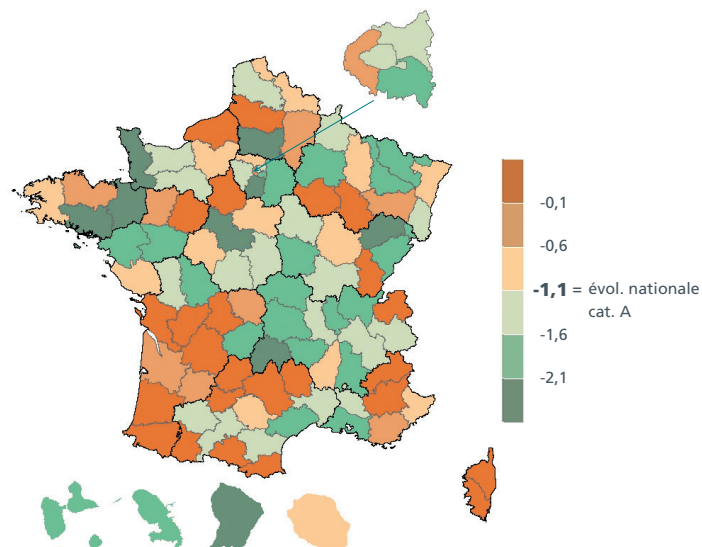 -0,1
-0,6
-1,1 = évol. nationale
cat. A
-1,6
-2,1